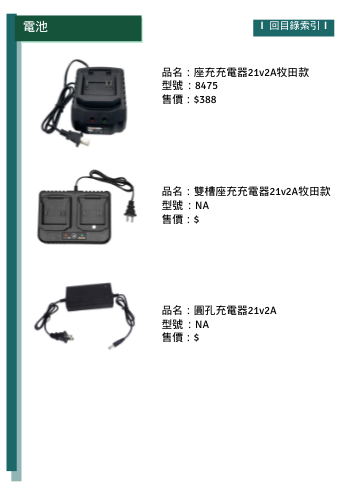 電池
I 回目錄索引 I
品名：座充充電器21v2A牧田款
型號：8475
售價：$388
品名：雙槽座充充電器21v2A牧田款
型號：NA
售價：$
品名：圓孔充電器21v2A
型號：NA
售價：$